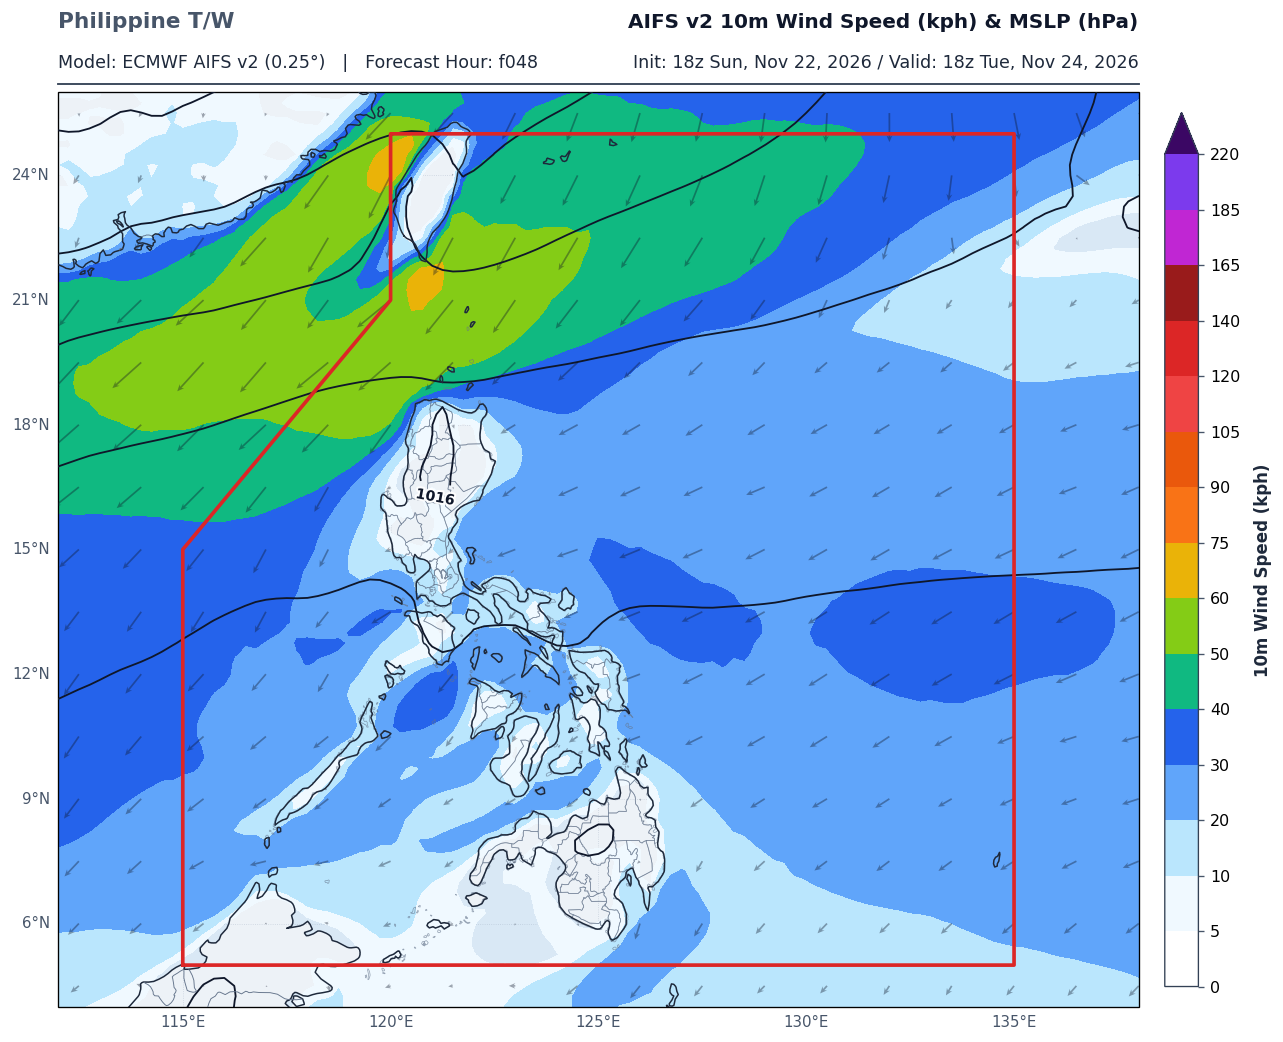 Philippine T/W
AIFS v2 10m Wind Speed (kph) & MSLP (hPa)
Model: ECMWF AIFS v2 (0.25°)   |   Forecast Hour: f048
Init: 18z Sun, Nov 22, 2026 / Valid: 18z Tue, Nov 24, 2026
24°N
21°N
18°N
15°N
12°N
9°N
6°N
1016
115°E
120°E
125°E
130°E
135°E
220
185
165
140
120
105
90
75
60
50
40
30
20
10
5
0
10m Wind Speed (kph)